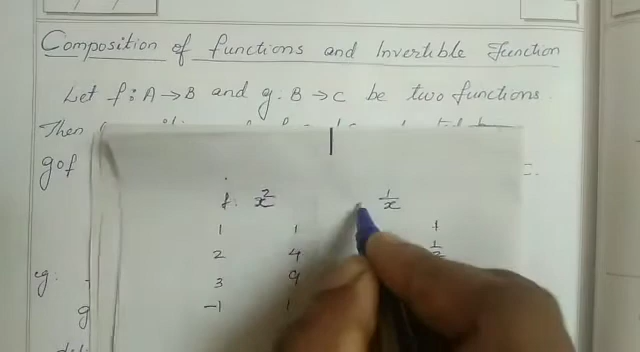 Composition of functions and Invertible Function
Let f: A → B and g: B → C be two functions.
Then
gof
f: x² 1/x
1 1 1
2 4
3 9
-1 1
eg:
g